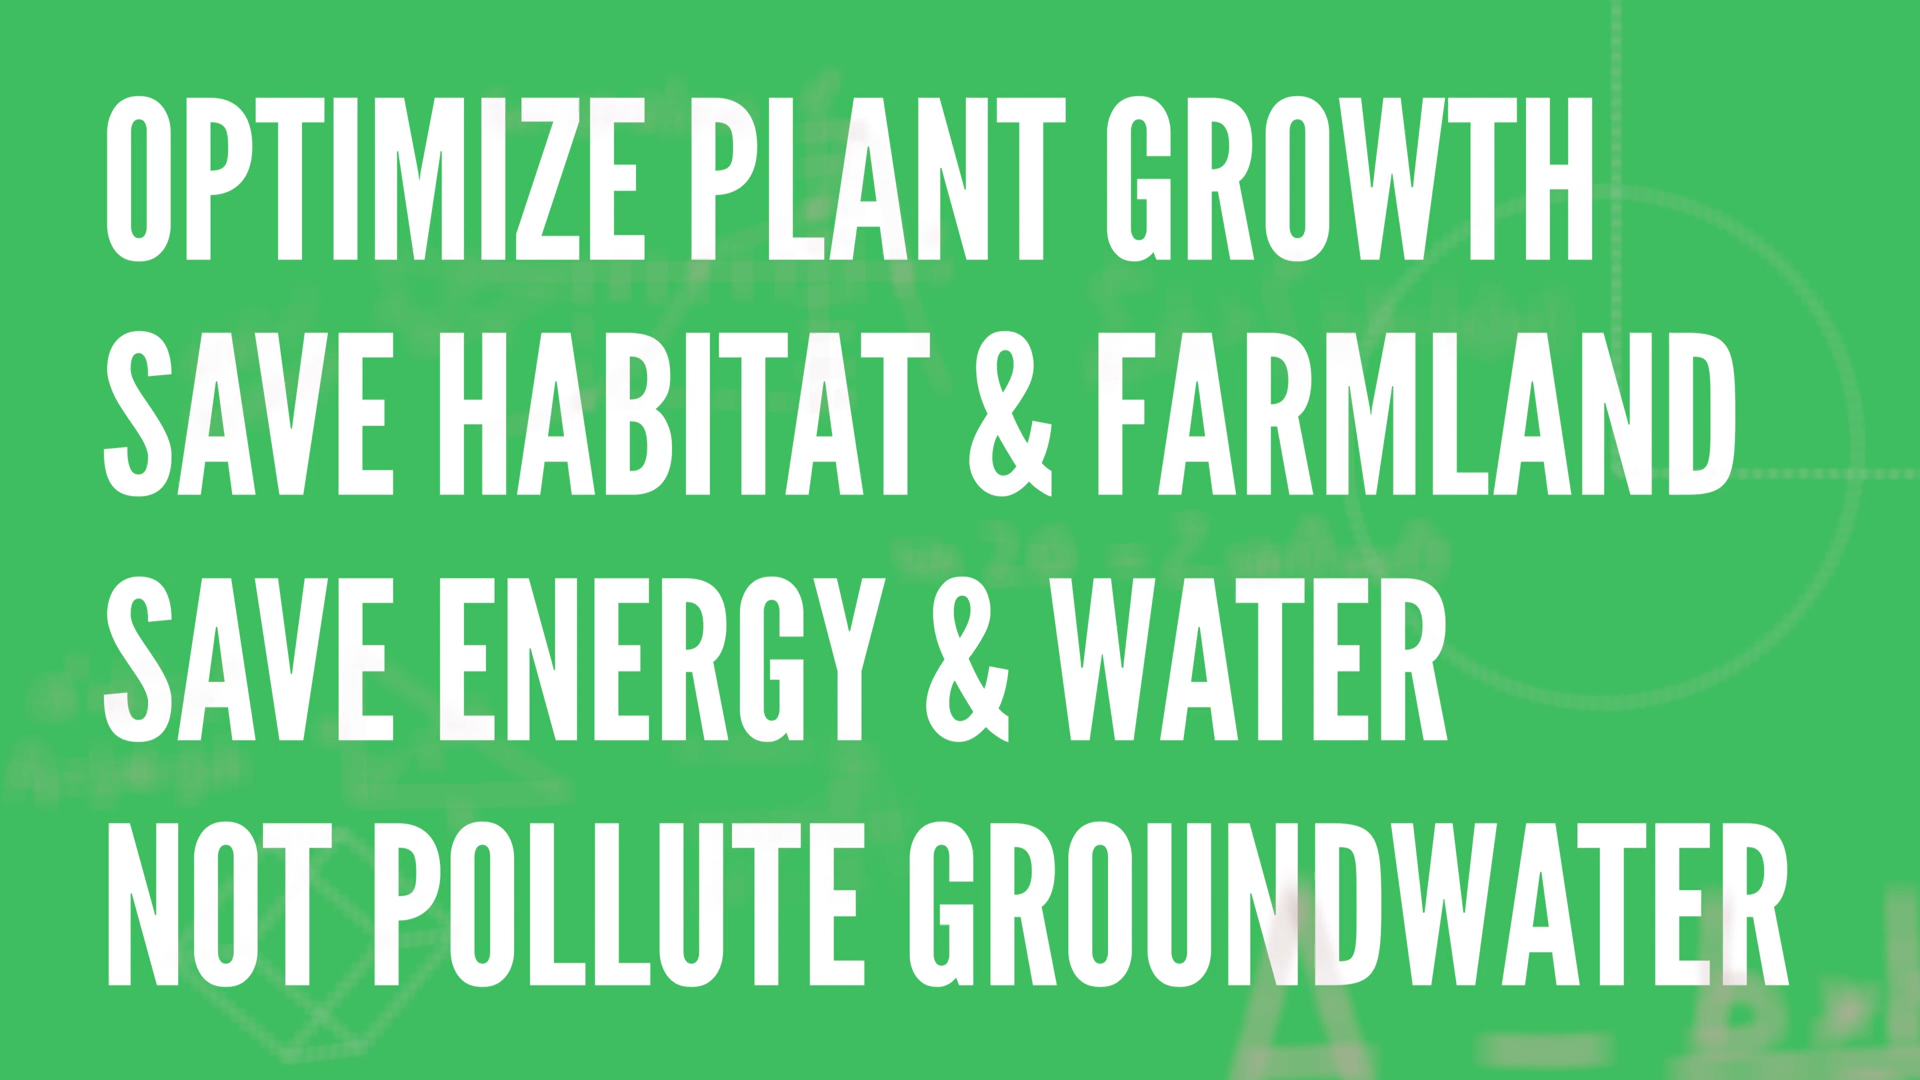 OPTIMIZE PLANT GROWTH
SAVE HABITAT & FARMLAND
SAVE ENERGY & WATER
NOT POLLUTE GROUNDWATER